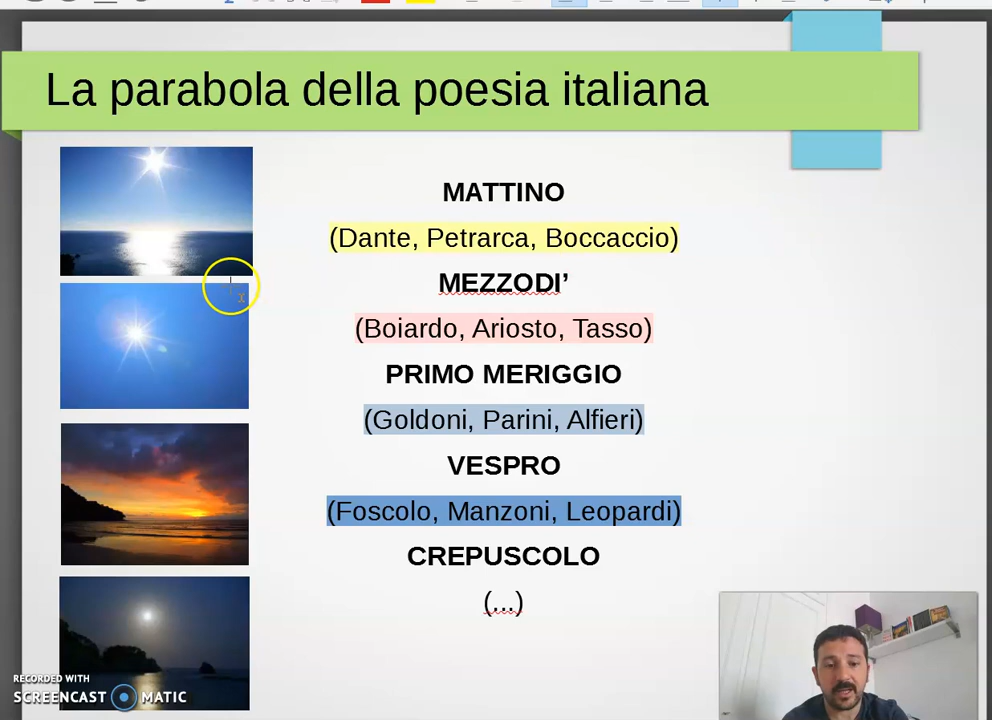 La parabola della poesia italiana
MATTINO
(Dante, Petrarca, Boccaccio)
MEZZODI’
(Boiardo, Ariosto, Tasso)
PRIMO MERIGGIO
(Goldoni, Parini, Alfieri)
VESPRO
(Foscolo, Manzoni, Leopardi)
CREPUSCOLO
(...)
RECORDED WITH
SCREENCAST MATIC